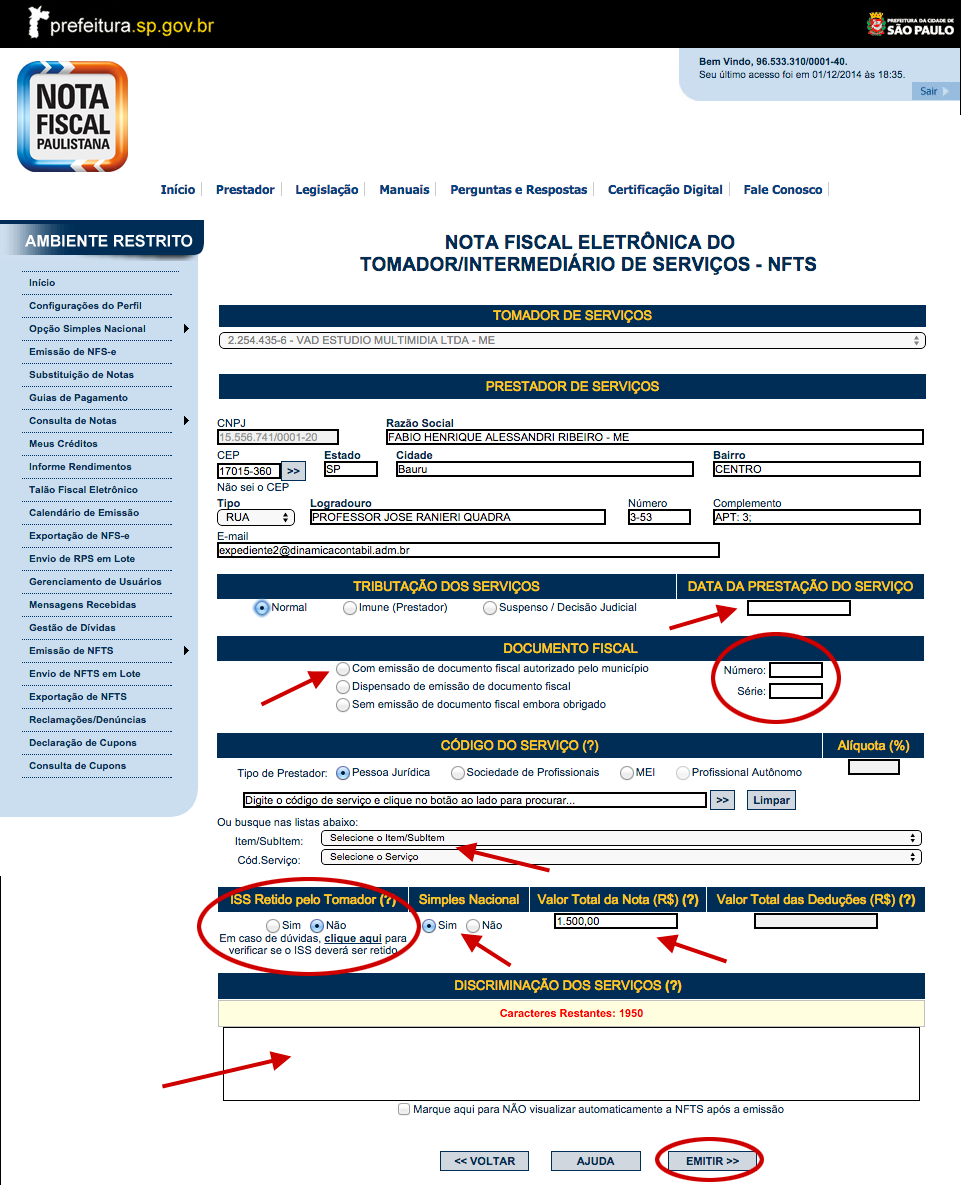 prefeitura.sp.gov.br
PREFEITURA DA CIDADE DE
SÃO PAULO
Bem Vindo, 96.533.310/0001-40.
Seu último acesso foi em 01/12/2014 às 18:35.
Sair
NOTA
FISCAL
PAULISTANA
Início Prestador Legislação Manuais Perguntas e Respostas Certificação Digital Fale Conosco
AMBIENTE RESTRITO
Início
Configurações do Perfil
Opção Simples Nacional
Emissão de NFS-e
Substituição de Notas
Guias de Pagamento
Consulta de Notas
Meus Créditos
Informe Rendimentos
Talão Fiscal Eletrônico
Calendário de Emissão
Exportação de NFS-e
Envio de RPS em Lote
Gerenciamento de Usuários
Mensagens Recebidas
Gestão de Dívidas
Emissão de NFTS
Envio de NFTS em Lote
Exportação de NFTS
Reclamações/Denúncias
Declaração de Cupons
Consulta de Cupons
NOTA FISCAL ELETRÔNICA DO
TOMADOR/INTERMEDIÁRIO DE SERVIÇOS - NFTS
TOMADOR DE SERVIÇOS
2.254.435-6 - VAD ESTUDIO MULTIMIDIA LTDA - ME
PRESTADOR DE SERVIÇOS
CNPJ Razão Social
15.556.741/0001-20 FABIO HENRIQUE ALESSANDRI RIBEIRO - ME
CEP Estado Cidade Bairro
17015-360 >> SP Bauru CENTRO
Não sei o CEP
Tipo Logradouro Número Complemento
RUA PROFESSOR JOSE RANIERI QUADRA 3-53 APT: 3;
E-mail
expediente2@dinamicacontabil.adm.br
TRIBUTAÇÃO DOS SERVIÇOS DATA DA PRESTAÇÃO DO SERVIÇO
Normal Imune (Prestador) Suspenso / Decisão Judicial
DOCUMENTO FISCAL
Com emissão de documento fiscal autorizado pelo município Número:
Dispensado de emissão de documento fiscal Série:
Sem emissão de documento fiscal embora obrigado
CÓDIGO DO SERVIÇO (?) Alíquota (%)
Tipo de Prestador: Pessoa Jurídica Sociedade de Profissionais MEI Profissional Autônomo
Digite o código de serviço e clique no botão ao lado para procurar... >> Limpar
Ou busque nas listas abaixo:
Item/SubItem: Selecione o Item/SubItem
Cód.Serviço: Selecione o Serviço
ISS Retido pelo Tomador (?) Simples Nacional Valor Total da Nota (R$) (?) Valor Total das Deduções (R$) (?)
Sim Não Sim Não 1.500,00
Em caso de dúvidas, clique aqui para
verificar se o ISS deverá ser retido
DISCRIMINAÇÃO DOS SERVIÇOS (?)
Caracteres Restantes: 1950
Marque aqui para NÃO visualizar automaticamente a NFTS após a emissão
<< VOLTAR AJUDA EMITIR >>